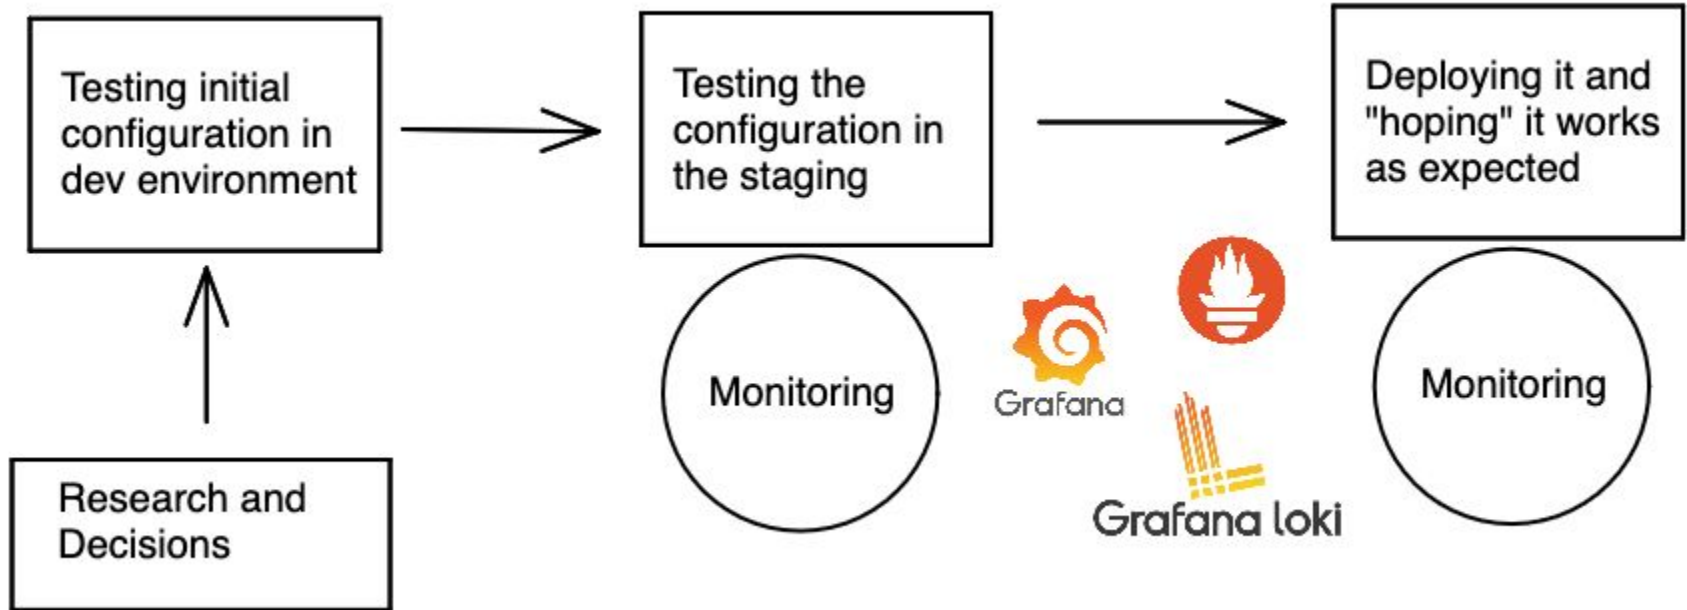 Testing initial
configuration in
dev environment
Testing the
configuration in
the staging
Deploying it and
"hoping" it works
as expected
Monitoring
Grafana
Grafana loki
Monitoring
Research and
Decisions